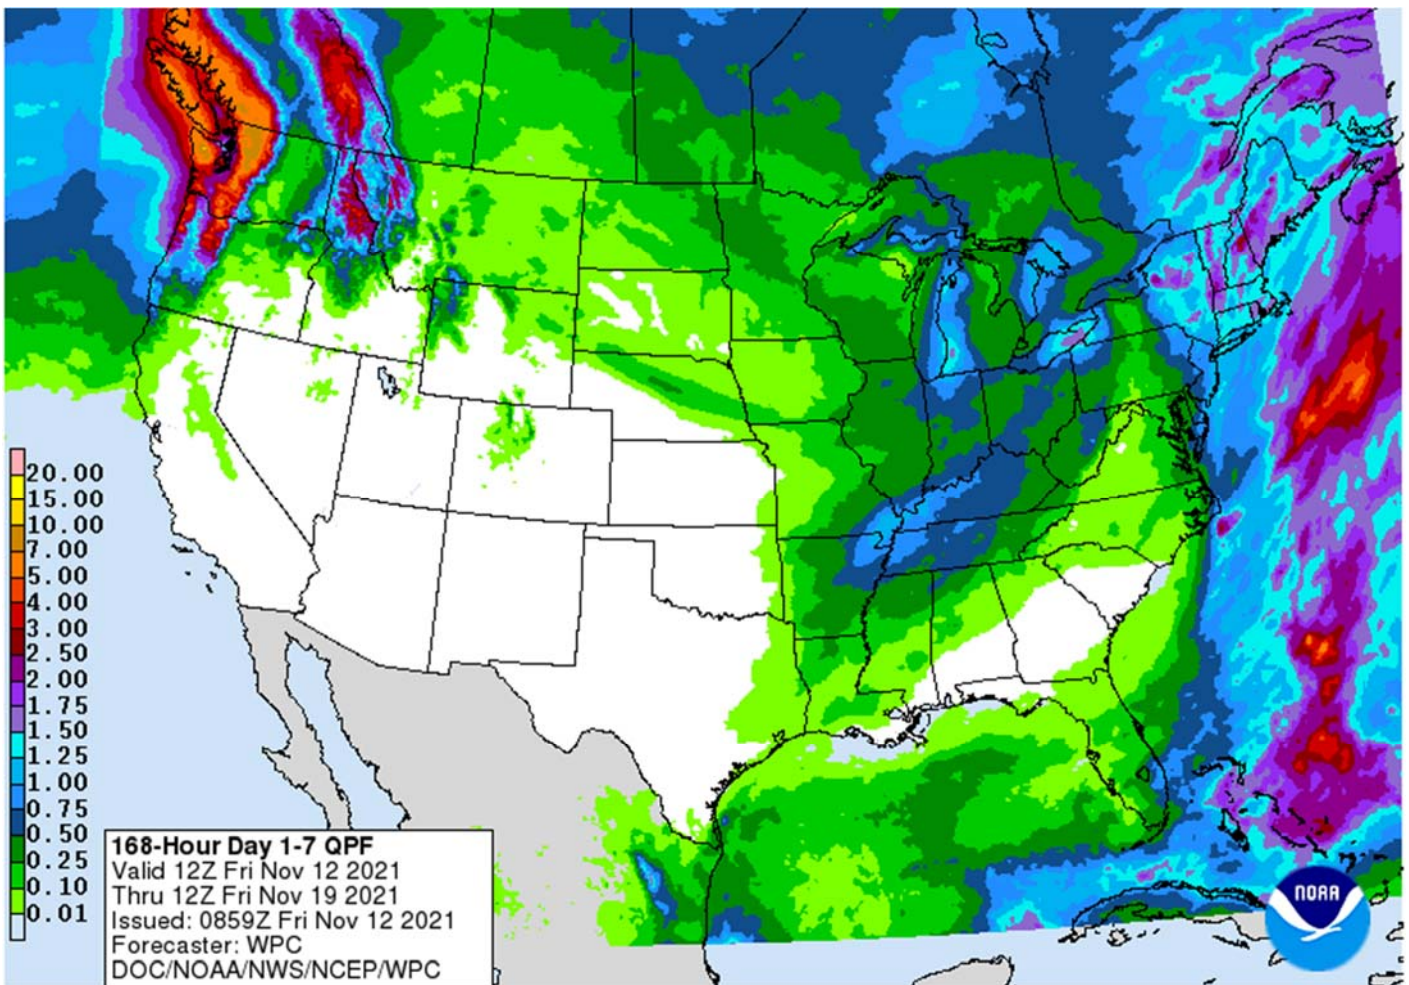 20.00
15.00
10.00
7.00
5.00
4.00
3.00
2.50
2.00
1.75
1.50
1.25
1.00
0.75
0.50
0.25
0.10
0.01
168-Hour Day 1-7 QPF
Valid 12Z Fri Nov 12 2021
Thru 12Z Fri Nov 19 2021
Issued: 0859Z Fri Nov 12 2021
Forecaster: WPC
DOC/NOAA/NWS/NCEP/WPC
NOAA